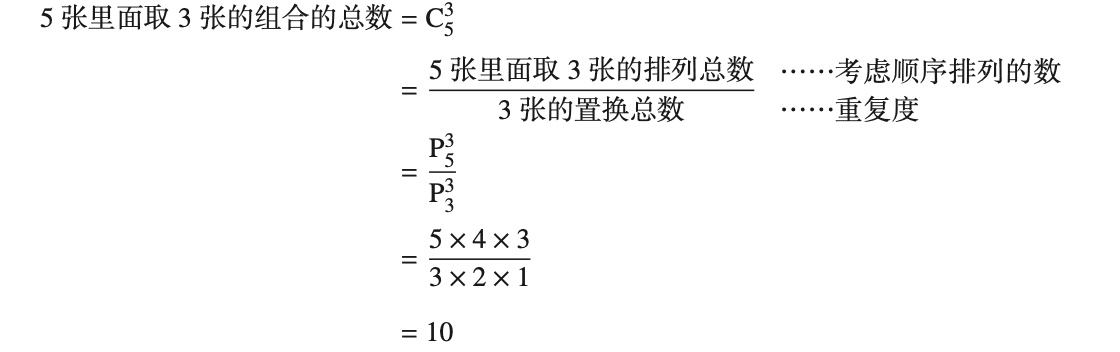 5 张里面取 3 张的组合的总数 = C₅³
= 5 张里面取 3 张的排列总数 ……考虑顺序排列的数
3 张的置换总数 ……重复度
= P₅³
P₃³
= 5 × 4 × 3
3 × 2 × 1
= 10